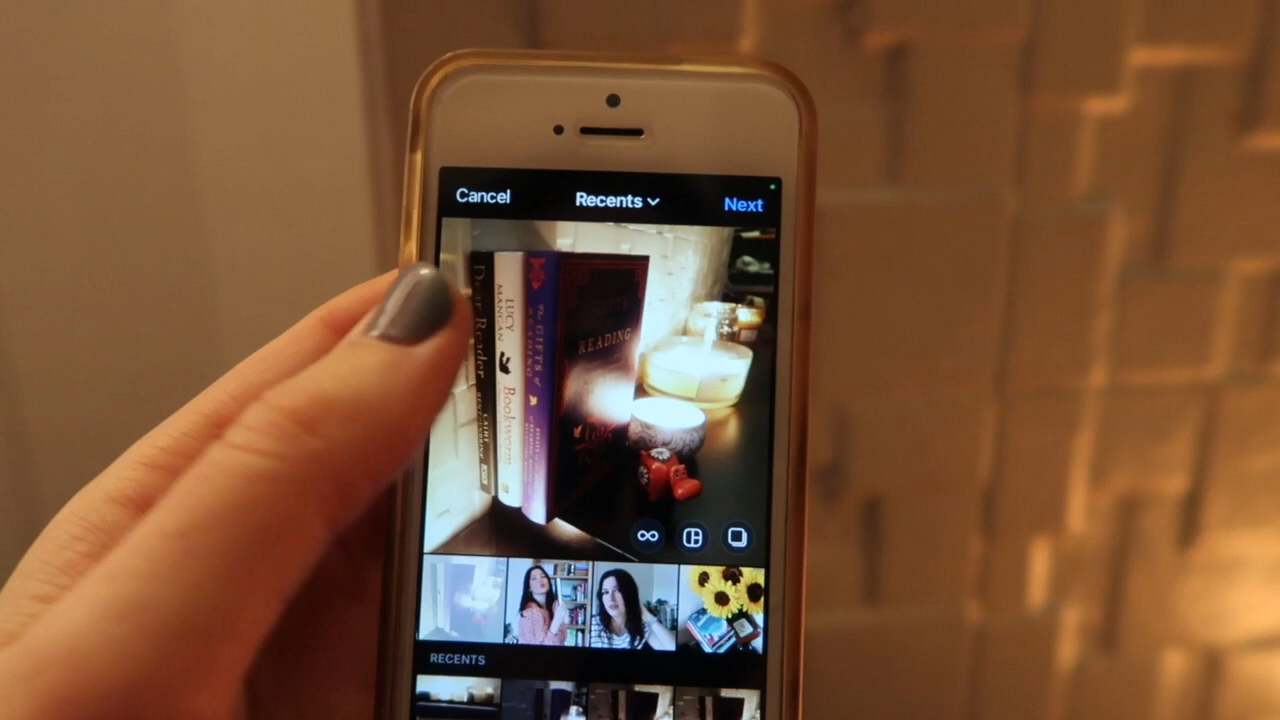 Cancel
Recents
Next
Dear Reader
LUCY
MANGAN
Bookworm
The GIFTS of
READING
READING
RECENTS